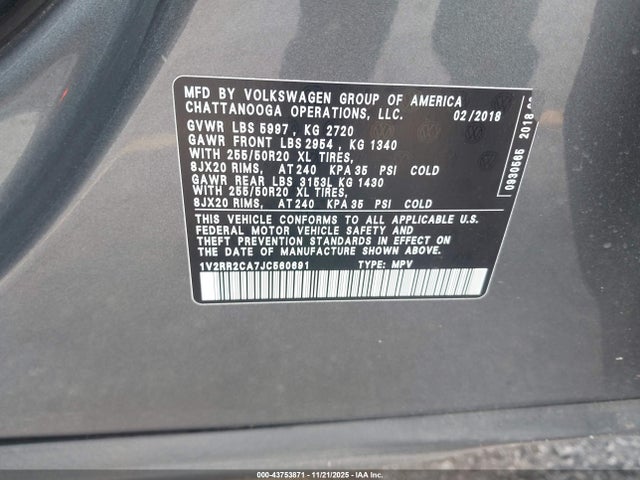 MFD BY VOLKSWAGEN GROUP OF AMERICA
CHATTANOOGA OPERATIONS, LLC. 02/2018
GVWR LBS 5997 , KG 2720
GAWR FRONT LBS 2954 , KG 1340
WITH 255/50R20 XL TIRES,
8JX20 RIMS, AT 240 KPA 35 PSI COLD
GAWR REAR LBS 3153L KG 1430
WITH 255/50R20 XL TIRES,
8JX20 RIMS, AT 240 KPA 35 PSI COLD
THIS VEHICLE CONFORMS TO ALL APPLICABLE U.S.
FEDERAL MOTOR VEHICLE SAFETY AND
THEFT PREVENTION STANDARDS IN EFFECT ON
THE DATE OF MANUFACTURE SHOWN ABOVE.
1V2RR2CA7JC560691 TYPE: MPV
0930565 2018
000-43753871 - 11/21/2025 - IAA Inc.